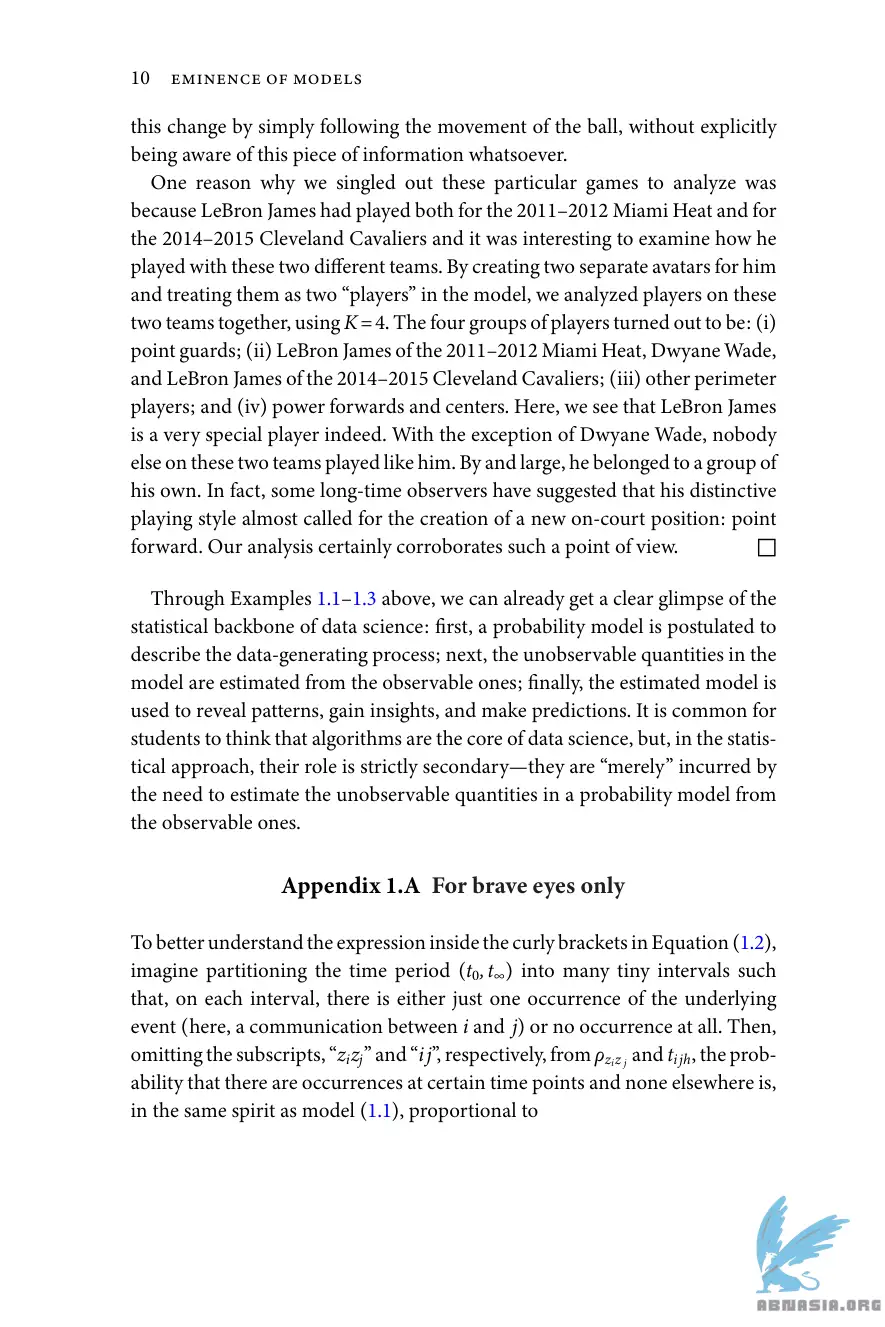 10 EMINENCE OF MODELS
this change by simply following the movement of the ball, without explicitly
being aware of this piece of information whatsoever.
One reason why we singled out these particular games to analyze was
because LeBron James had played both for the 2011–2012 Miami Heat and for
the 2014–2015 Cleveland Cavaliers and it was interesting to examine how he
played with these two different teams. By creating two separate avatars for him
and treating them as two “players” in the model, we analyzed players on these
two teams together, using K = 4. The four groups of players turned out to be: (i)
point guards; (ii) LeBron James of the 2011–2012 Miami Heat, Dwyane Wade,
and LeBron James of the 2014–2015 Cleveland Cavaliers; (iii) other perimeter
players; and (iv) power forwards and centers. Here, we see that LeBron James
is a very special player indeed. With the exception of Dwyane Wade, nobody
else on these two teams played like him. By and large, he belonged to a group of
his own. In fact, some long-time observers have suggested that his distinctive
playing style almost called for the creation of a new on-court position: point
forward. Our analysis certainly corroborates such a point of view. □
Through Examples 1.1–1.3 above, we can already get a clear glimpse of the
statistical backbone of data science: first, a probability model is postulated to
describe the data-generating process; next, the unobservable quantities in the
model are estimated from the observable ones; finally, the estimated model is
used to reveal patterns, gain insights, and make predictions. It is common for
students to think that algorithms are the core of data science, but, in the statis-
tical approach, their role is strictly secondary—they are “merely” incurred by
the need to estimate the unobservable quantities in a probability model from
the observable ones.
Appendix 1.A For brave eyes only
To better understand the expression inside the curly brackets in Equation (1.2),
imagine partitioning the time period (t₀, t∞) into many tiny intervals such
that, on each interval, there is either just one occurrence of the underlying
event (here, a communication between i and j) or no occurrence at all. Then,
omitting the subscripts, “zᵢzⱼ” and “ij”, respectively, from ρzᵢzⱼ and tᵢⱼₕ, the prob-
ability that there are occurrences at certain time points and none elsewhere is,
in the same spirit as model (1.1), proportional to
ABNASIA.ORG